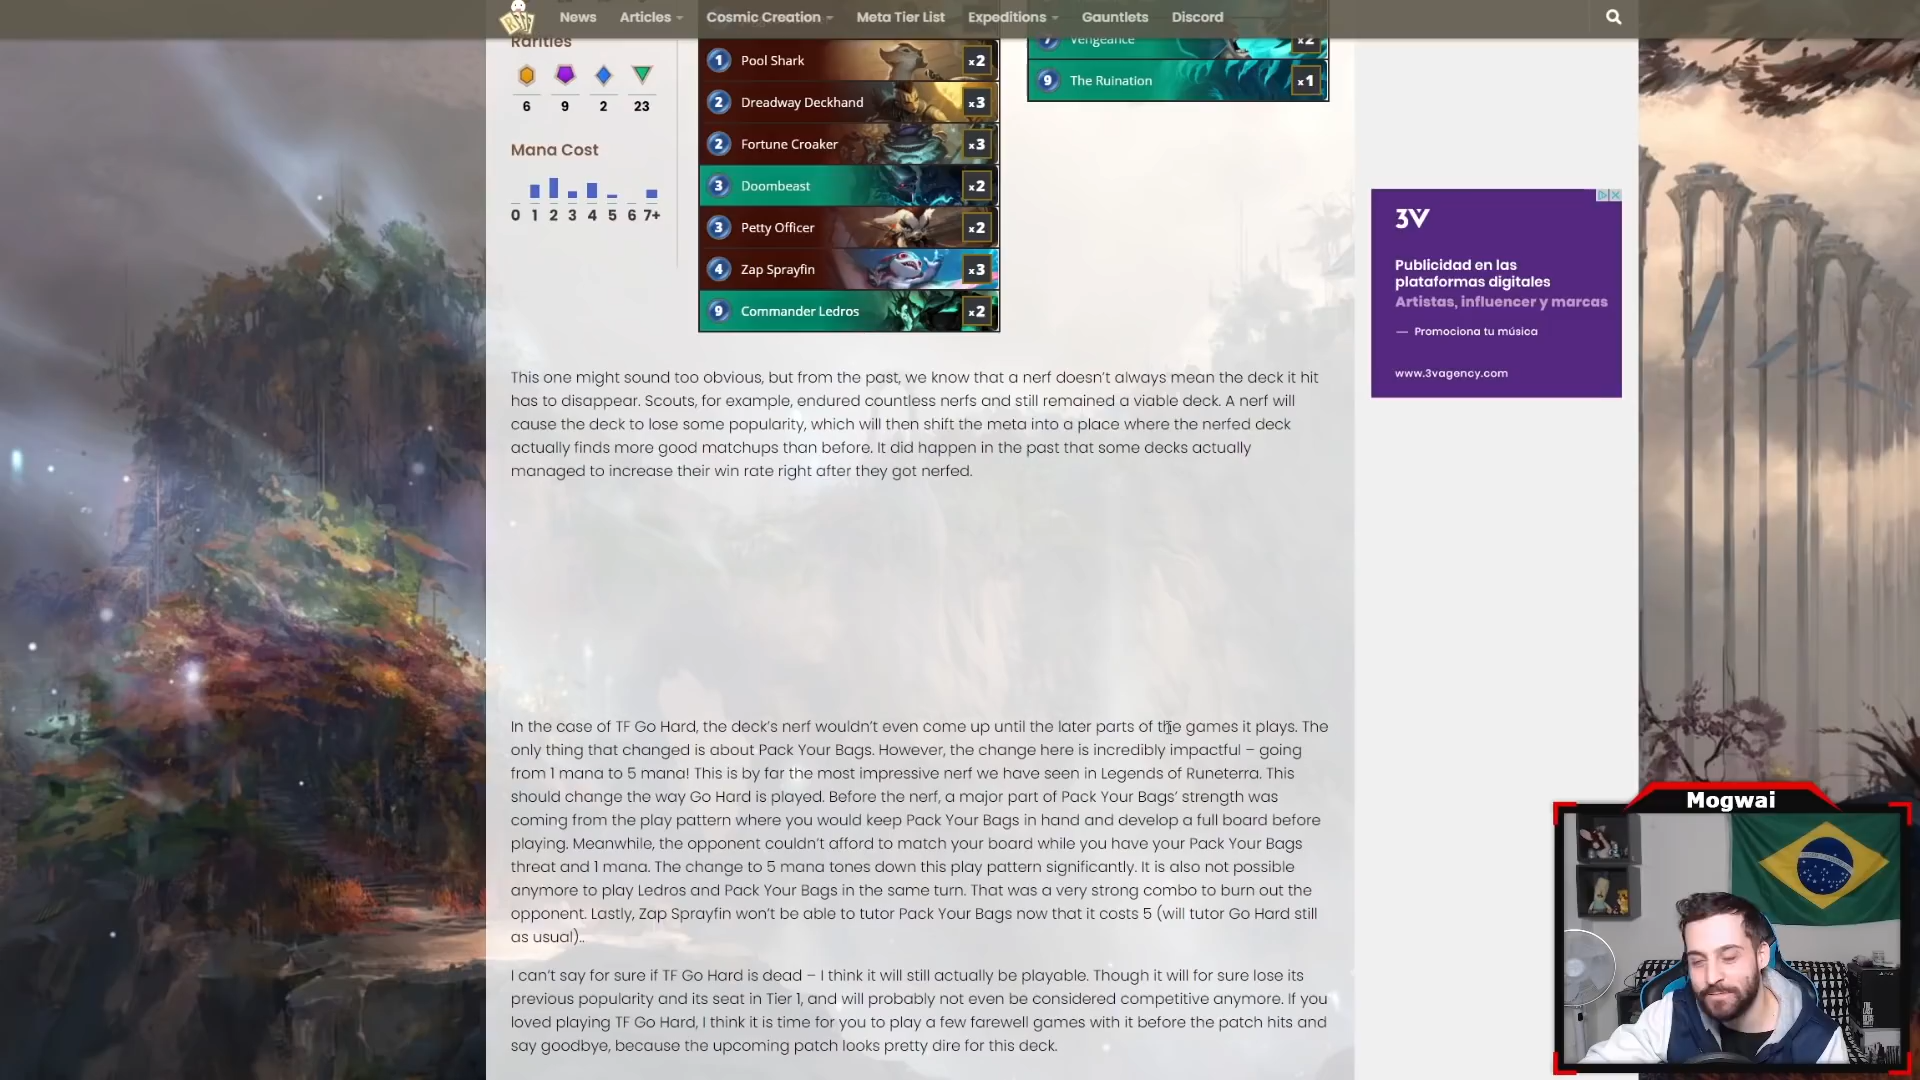 News Articles Cosmic Creation Meta Tier List Expeditions Gauntlets Discord
Rarities
6 9 2 23
Mana Cost
0 1 2 3 4 5 6 7+
1 Pool Shark x2
2 Dreadway Deckhand x3
2 Fortune Croaker x3
3 Doombeast x2
3 Petty Officer x2
4 Zap Sprayfin x3
9 Commander Ledros x2
7 Vengeance x2
9 The Ruination x1
This one might sound too obvious, but from the past, we know that a nerf doesn't always mean the deck it hit
has to disappear. Scouts, for example, endured countless nerfs and still remained a viable deck. A nerf will
cause the deck to lose some popularity, which will then shift the meta into a place where the nerfed deck
actually finds more good matchups than before. It did happen in the past that some decks actually
managed to increase their win rate right after they got nerfed.
In the case of TF Go Hard, the deck's nerf wouldn't even come up until the later parts of the games it plays. The
only thing that changed is about Pack Your Bags. However, the change here is incredibly impactful – going
from 1 mana to 5 mana! This is by far the most impressive nerf we have seen in Legends of Runeterra. This
should change the way Go Hard is played. Before the nerf, a major part of Pack Your Bags' strength was
coming from the play pattern where you would keep Pack Your Bags in hand and develop a full board before
playing. Meanwhile, the opponent couldn't afford to match your board while you have your Pack Your Bags
threat and 1 mana. The change to 5 mana tones down this play pattern significantly. It is also not possible
anymore to play Ledros and Pack Your Bags in the same turn. That was a very strong combo to burn out the
opponent. Lastly, Zap Sprayfin won't be able to tutor Pack Your Bags now that it costs 5 (will tutor Go Hard still
as usual)..
I can't say for sure if TF Go Hard is dead – I think it will still actually be playable. Though it will for sure lose its
previous popularity and its seat in Tier 1, and will probably not even be considered competitive anymore. If you
loved playing TF Go Hard, I think it is time for you to play a few farewell games with it before the patch hits and
say goodbye, because the upcoming patch looks pretty dire for this deck.
3V
Publicidad en las
plataformas digitales
Artistas, influencer y marcas
— Promociona tu música
www.3vagency.com
Mogwai